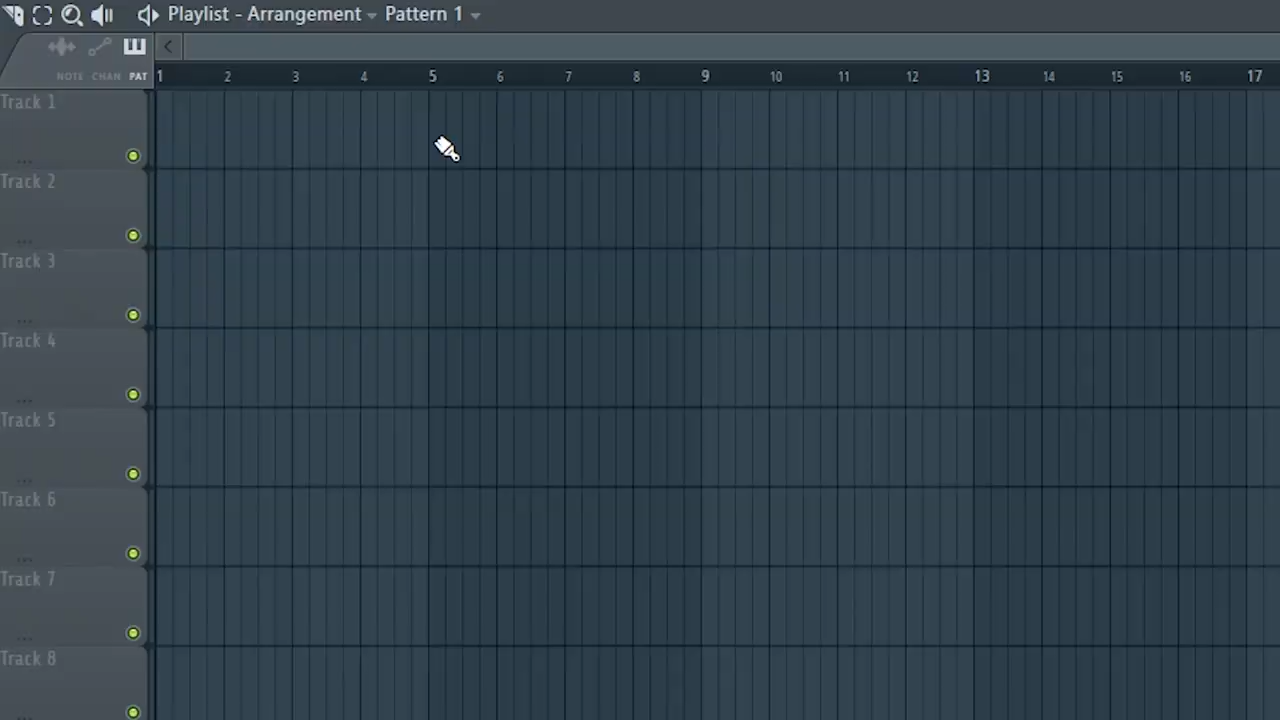 Playlist - Arrangement Pattern 1
NOTE CHAN PAT
1 2 3 4 5 6 7 8 9 10 11 12 13 14 15 16 17
Track 1
Track 2
Track 3
Track 4
Track 5
Track 6
Track 7
Track 8